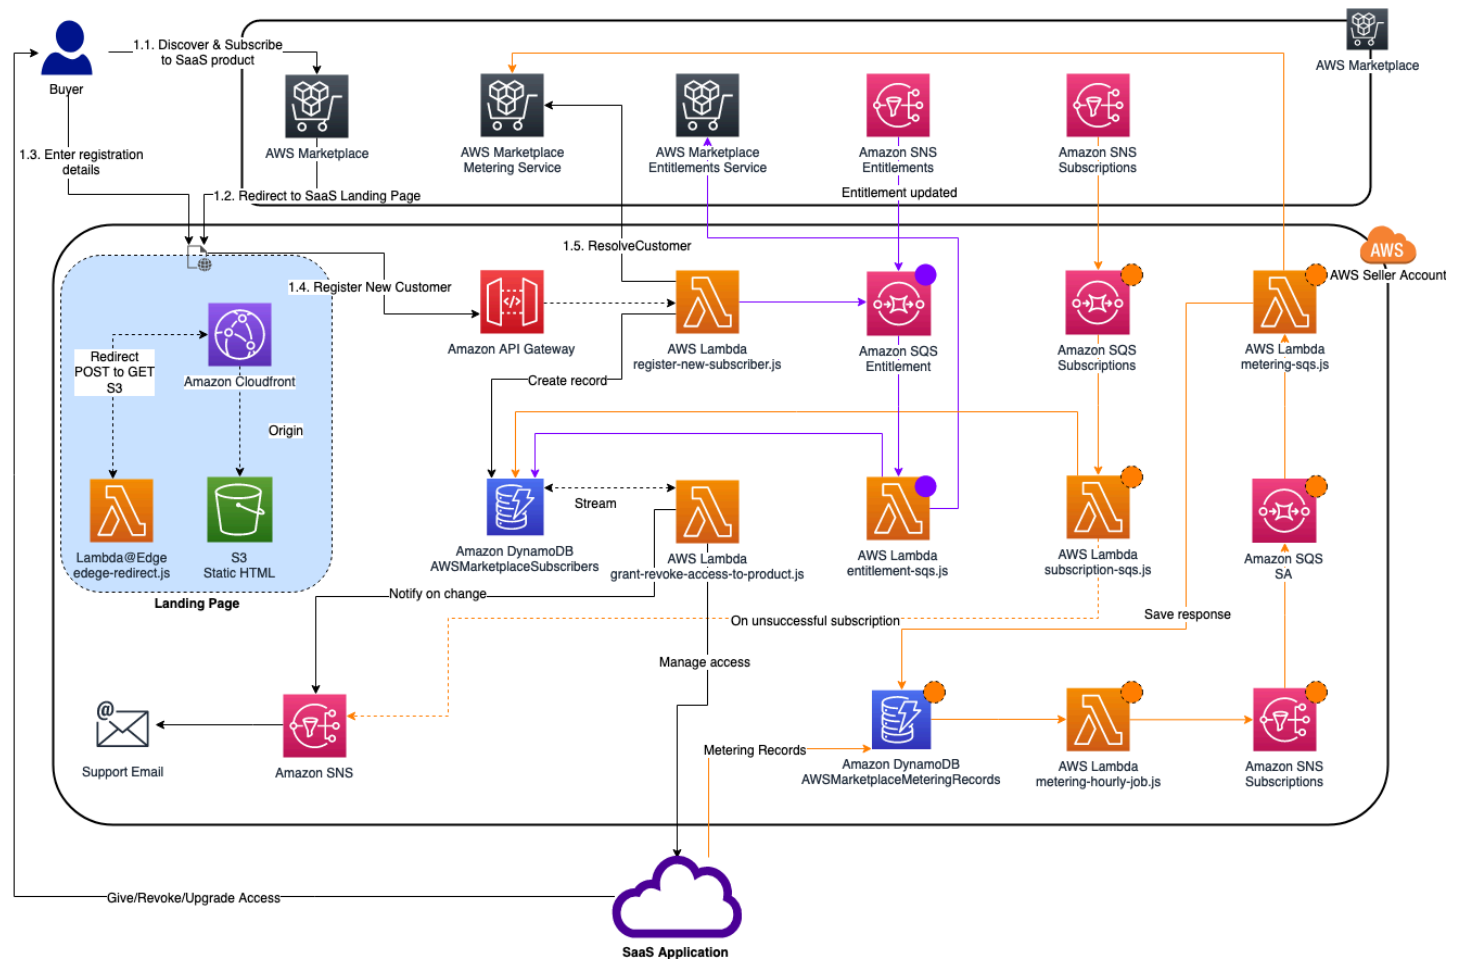 1.1. Discover & Subscribe
to SaaS product
Buyer
AWS Marketplace
AWS Marketplace
AWS Marketplace
Metering Service
AWS Marketplace
Entitlements Service
Amazon SNS
Entitlements
Amazon SNS
Subscriptions
1.3. Enter registration
details
1.2. Redirect to SaaS Landing Page
Entitlement updated
1.5. ResolveCustomer
AWS
AWS Seller Account
1.4. Register New Customer
Amazon API Gateway
AWS Lambda
register-new-subscriber.js
Amazon SQS
Entitlement
Amazon SQS
Subscriptions
AWS Lambda
metering-sqs.js
Redirect
POST to GET
S3
Amazon Cloudfront
Create record
Origin
Stream
Lambda@Edge
edege-redirect.js
S3
Static HTML
Landing Page
Amazon DynamoDB
AWSMarketplaceSubscribers
AWS Lambda
grant-revoke-access-to-product.js
AWS Lambda
entitlement-sqs.js
AWS Lambda
subscription-sqs.js
Amazon SQS
SA
Notify on change
On unsuccessful subscription
Save response
Manage access
@
Support Email
Amazon SNS
Metering Records
Amazon DynamoDB
AWSMarketplaceMeteringRecords
AWS Lambda
metering-hourly-job.js
Amazon SNS
Subscriptions
Give/Revoke/Upgrade Access
SaaS Application